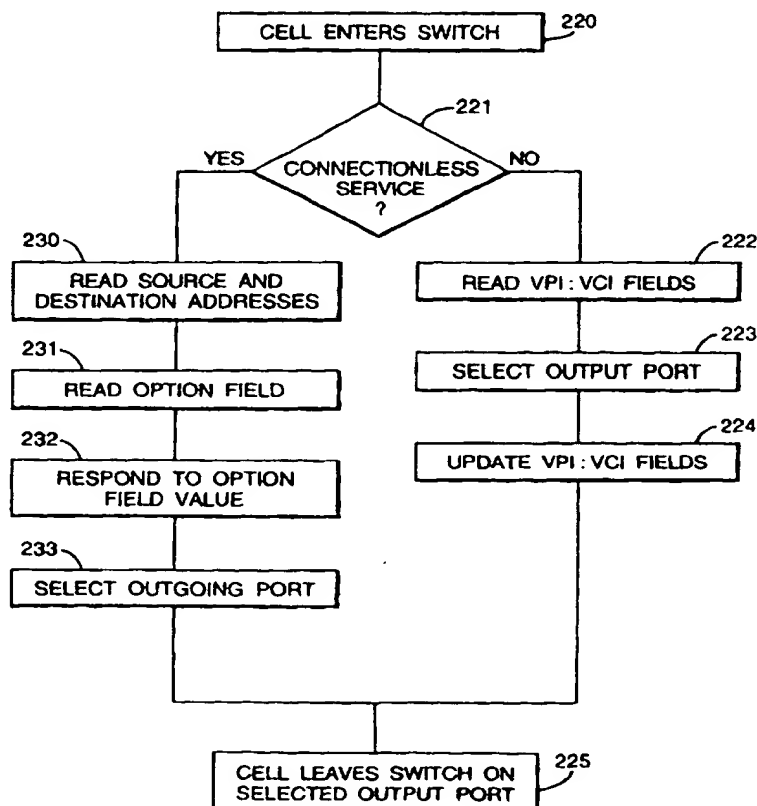 CELL ENTERS SWITCH
220
221
YES
CONNECTIONLESS
SERVICE
?
NO
230
READ SOURCE AND
DESTINATION ADDRESSES
231
READ OPTION FIELD
232
RESPOND TO OPTION
FIELD VALUE
233
SELECT OUTGOING PORT
222
READ VPI:VCI FIELDS
223
SELECT OUTPUT PORT
224
UPDATE VPI:VCI FIELDS
225
CELL LEAVES SWITCH ON
SELECTED OUTPUT PORT